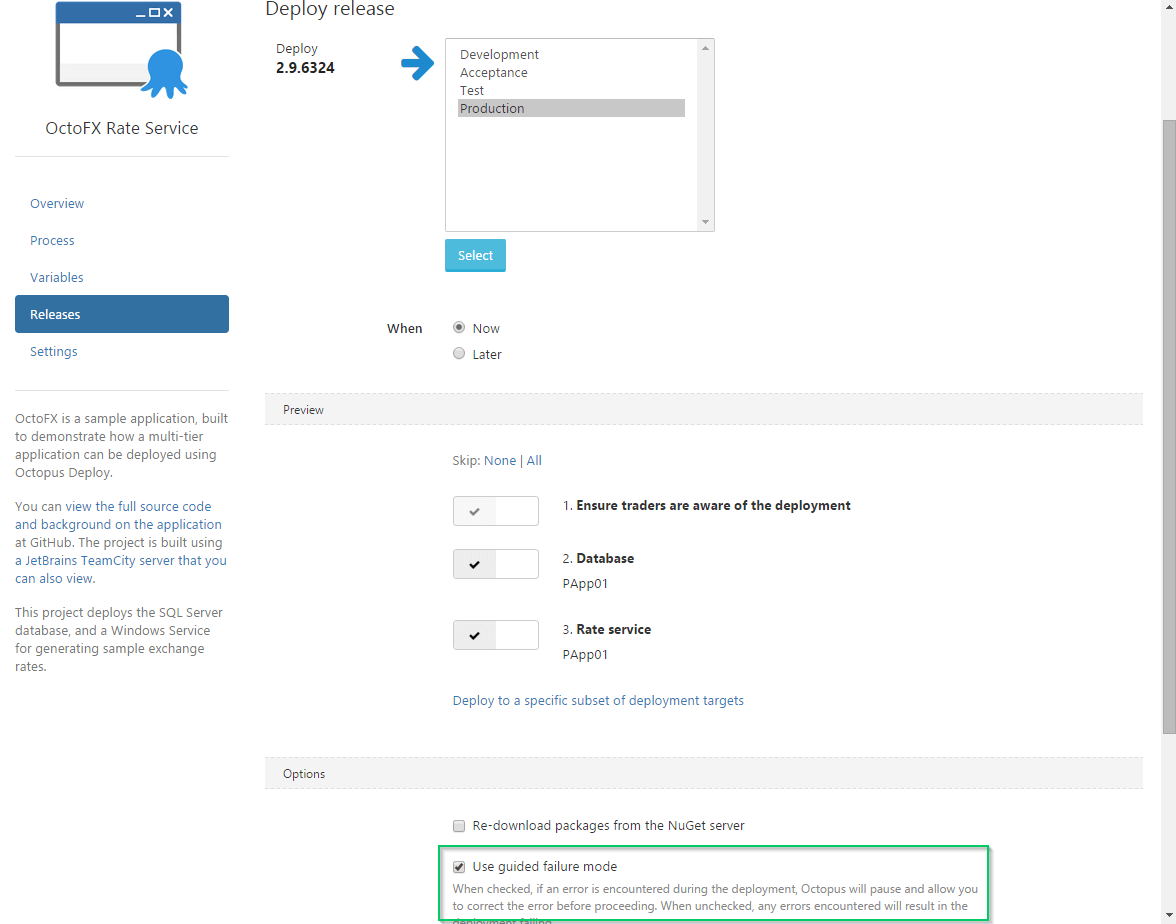 Deploy release
Deploy
2.9.6324
Development
Acceptance
Test
Production
Select
OctoFX Rate Service
Overview
Process
Variables
Releases
Settings
OctoFX is a sample application, built
to demonstrate how a multi-tier
application can be deployed using
Octopus Deploy.
You can view the full source code
and background on the application
at GitHub. The project is built using
a JetBrains TeamCity server that you
can also view.
This project deploys the SQL Server
database, and a Windows Service
for generating sample exchange
rates.
When
Now
Later
Preview
Skip: None | All
1. Ensure traders are aware of the deployment
2. Database
PApp01
3. Rate service
PApp01
Deploy to a specific subset of deployment targets
Options
Re-download packages from the NuGet server
Use guided failure mode
When checked, if an error is encountered during the deployment, Octopus will pause and allow you
to correct the error before proceeding. When unchecked, any errors encountered will result in the
deployment failing.